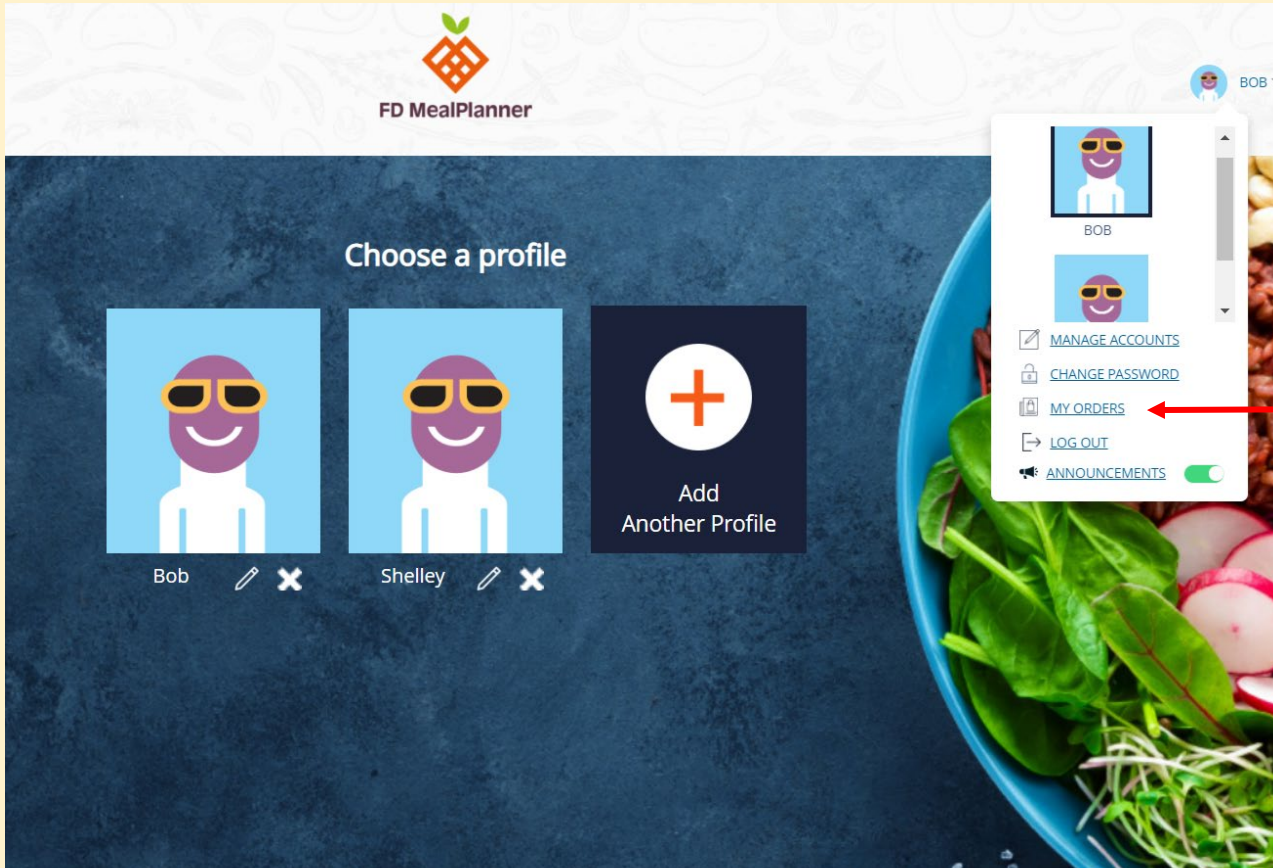 FD MealPlanner
BOB
BOB
MANAGE ACCOUNTS
CHANGE PASSWORD
MY ORDERS
LOG OUT
ANNOUNCEMENTS
Choose a profile
Add
Another Profile
Bob
Shelley